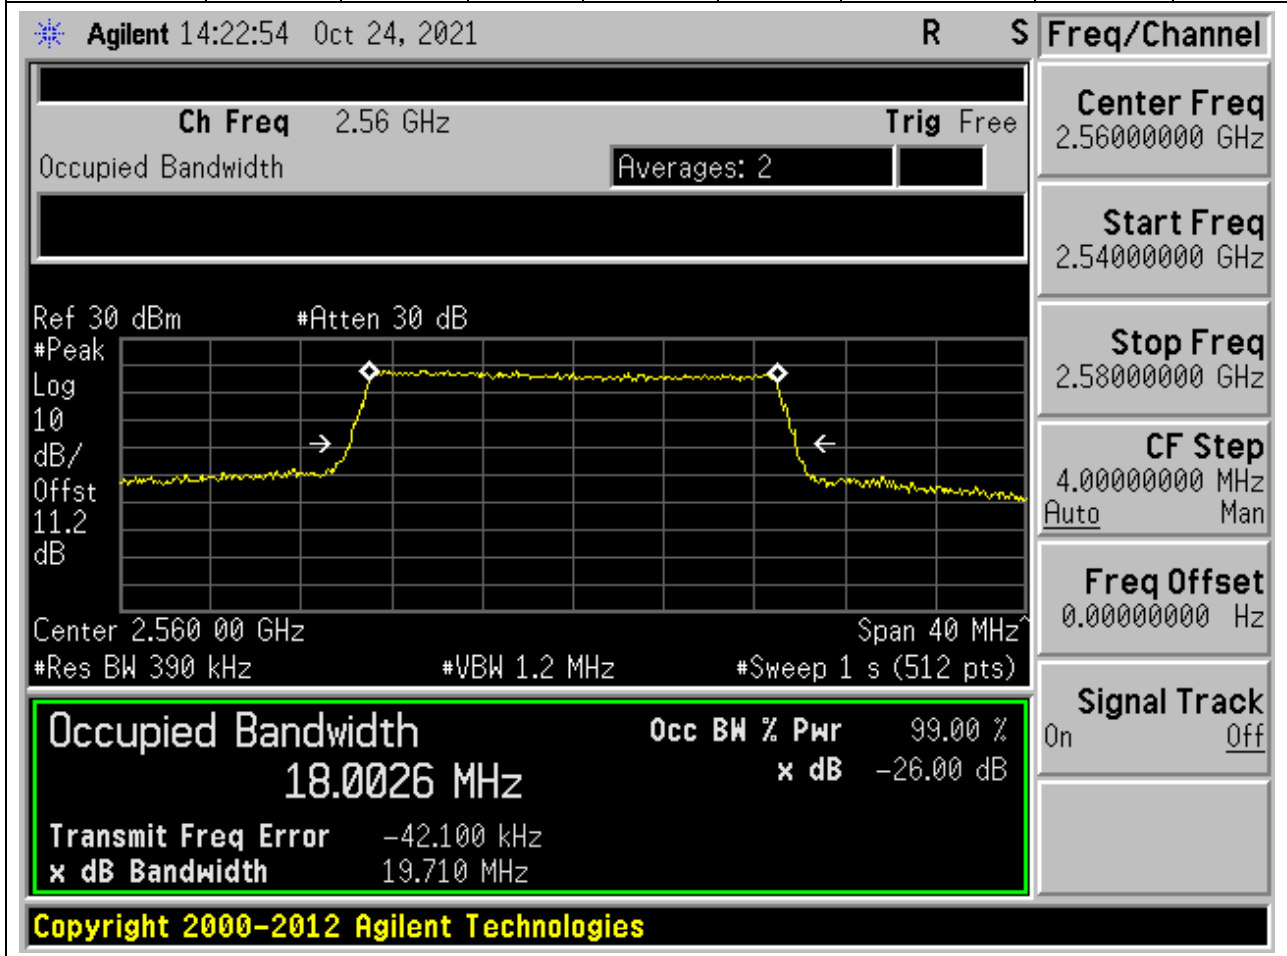 Agilent 14:22:54 Oct 24, 2021 R S
Freq/Channel
Ch Freq 2.56 GHz Trig Free
Occupied Bandwidth Averages: 2
Center Freq
2.56000000 GHz
Start Freq
2.54000000 GHz
Stop Freq
2.58000000 GHz
CF Step
4.00000000 MHz
Auto Man
Freq Offset
0.00000000 Hz
Signal Track
On Off
Ref 30 dBm #Atten 30 dB
#Peak
Log
10
dB/
Offst
11.2
dB
Center 2.560 00 GHz Span 40 MHz^
#Res BW 390 kHz #VBW 1.2 MHz #Sweep 1 s (512 pts)
Occupied Bandwidth Occ BW % Pwr 99.00 %
18.0026 MHz x dB -26.00 dB
Transmit Freq Error -42.100 kHz
x dB Bandwidth 19.710 MHz
Copyright 2000-2012 Agilent Technologies